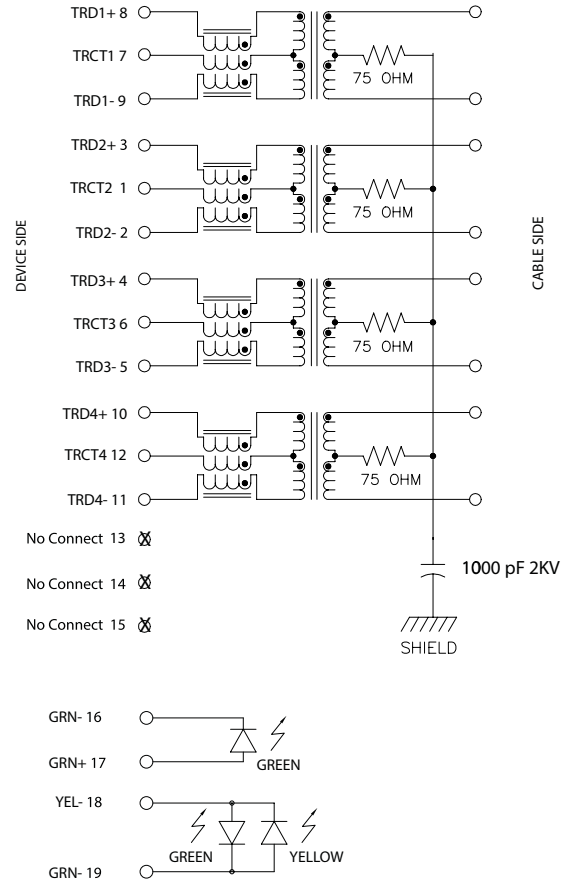 TRD1+ 8
TRCT1 7
75 OHM
TRD1- 9
TRD2+ 3
TRCT2 1
75 OHM
TRD2- 2
DEVICE SIDE
CABLE SIDE
TRD3+ 4
TRCT3 6
75 OHM
TRD3- 5
TRD4+ 10
TRCT4 12
75 OHM
TRD4- 11
No Connect 13
1000 pF 2KV
No Connect 14
No Connect 15
SHIELD
GRN- 16
GRN+ 17
GREEN
YEL- 18
GREEN
YELLOW
GRN- 19